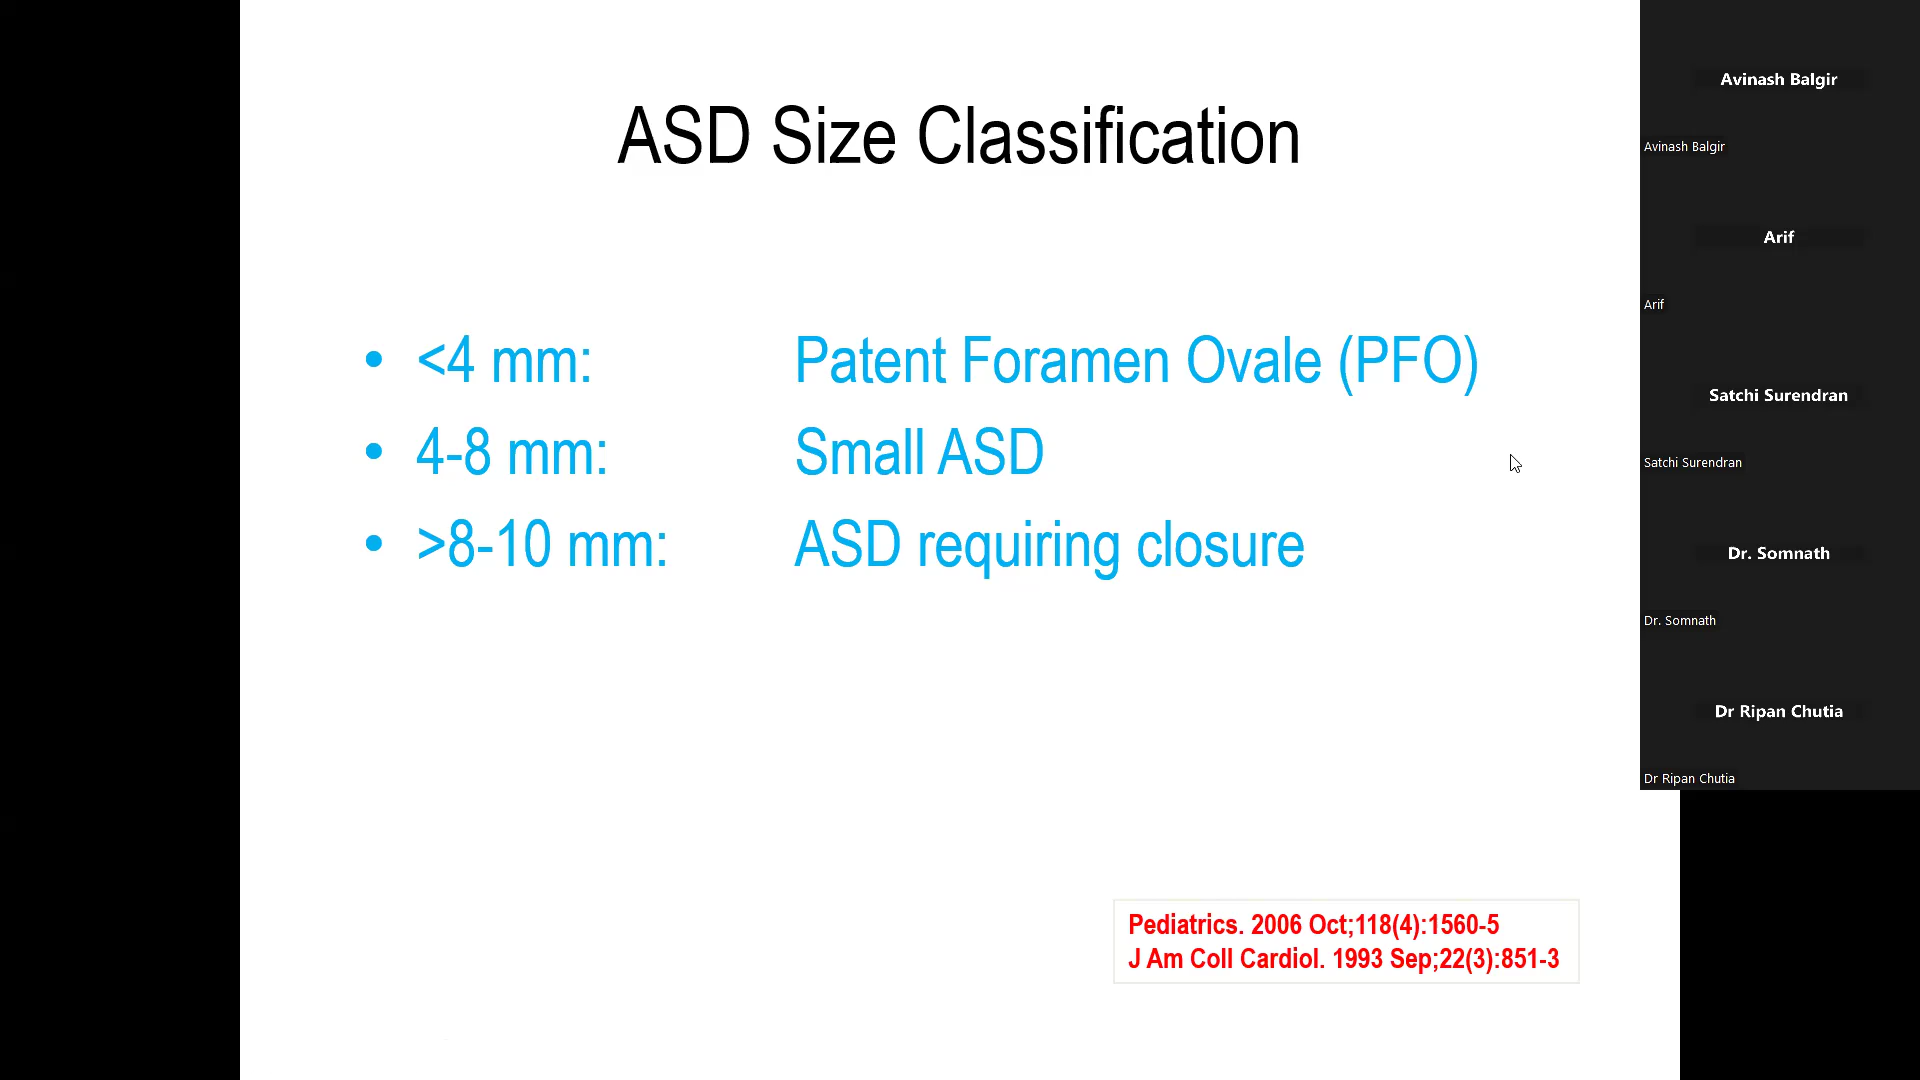 ASD Size Classification
• <4 mm: Patent Foramen Ovale (PFO)
• 4-8 mm: Small ASD
• >8-10 mm: ASD requiring closure
Pediatrics. 2006 Oct;118(4):1560-5
J Am Coll Cardiol. 1993 Sep;22(3):851-3
Avinash Balgir
Avinash Balgir
Arif
Arif
Satchi Surendran
Satchi Surendran
Dr. Somnath
Dr. Somnath
Dr Ripan Chutia
Dr Ripan Chutia